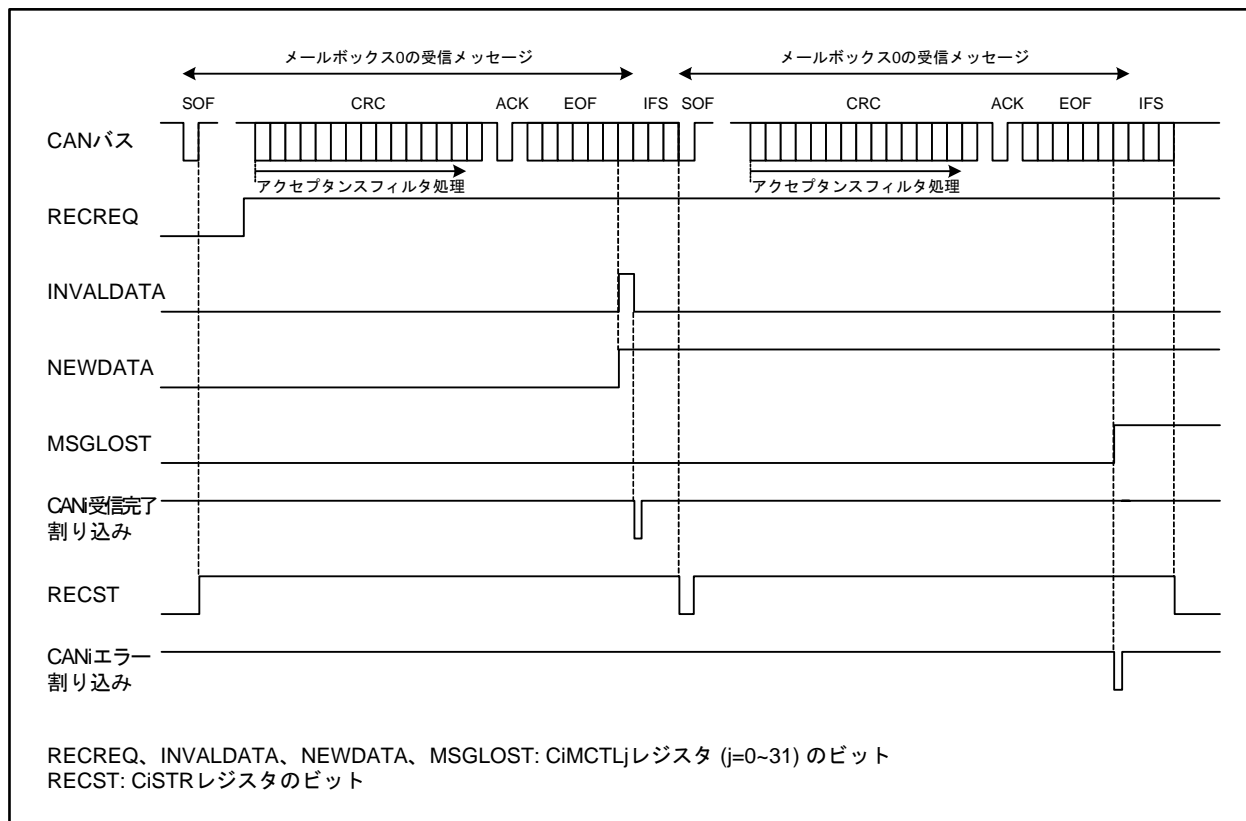 メールボックス0の受信メッセージ
メールボックス0の受信メッセージ
SOF CRC ACK EOF IFS SOF CRC ACK EOF IFS
CANバス
アクセプタンスフィルタ処理
アクセプタンスフィルタ処理
RECREQ
INVALDATA
NEWDATA
MSGLOST
CANi受信完了
割り込み
RECST
CANiエラー
割り込み
RECREQ、INVALDATA、NEWDATA、MSGLOST: CiMCTLjレジスタ (j=0~31) のビット
RECST: CiSTRレジスタのビット